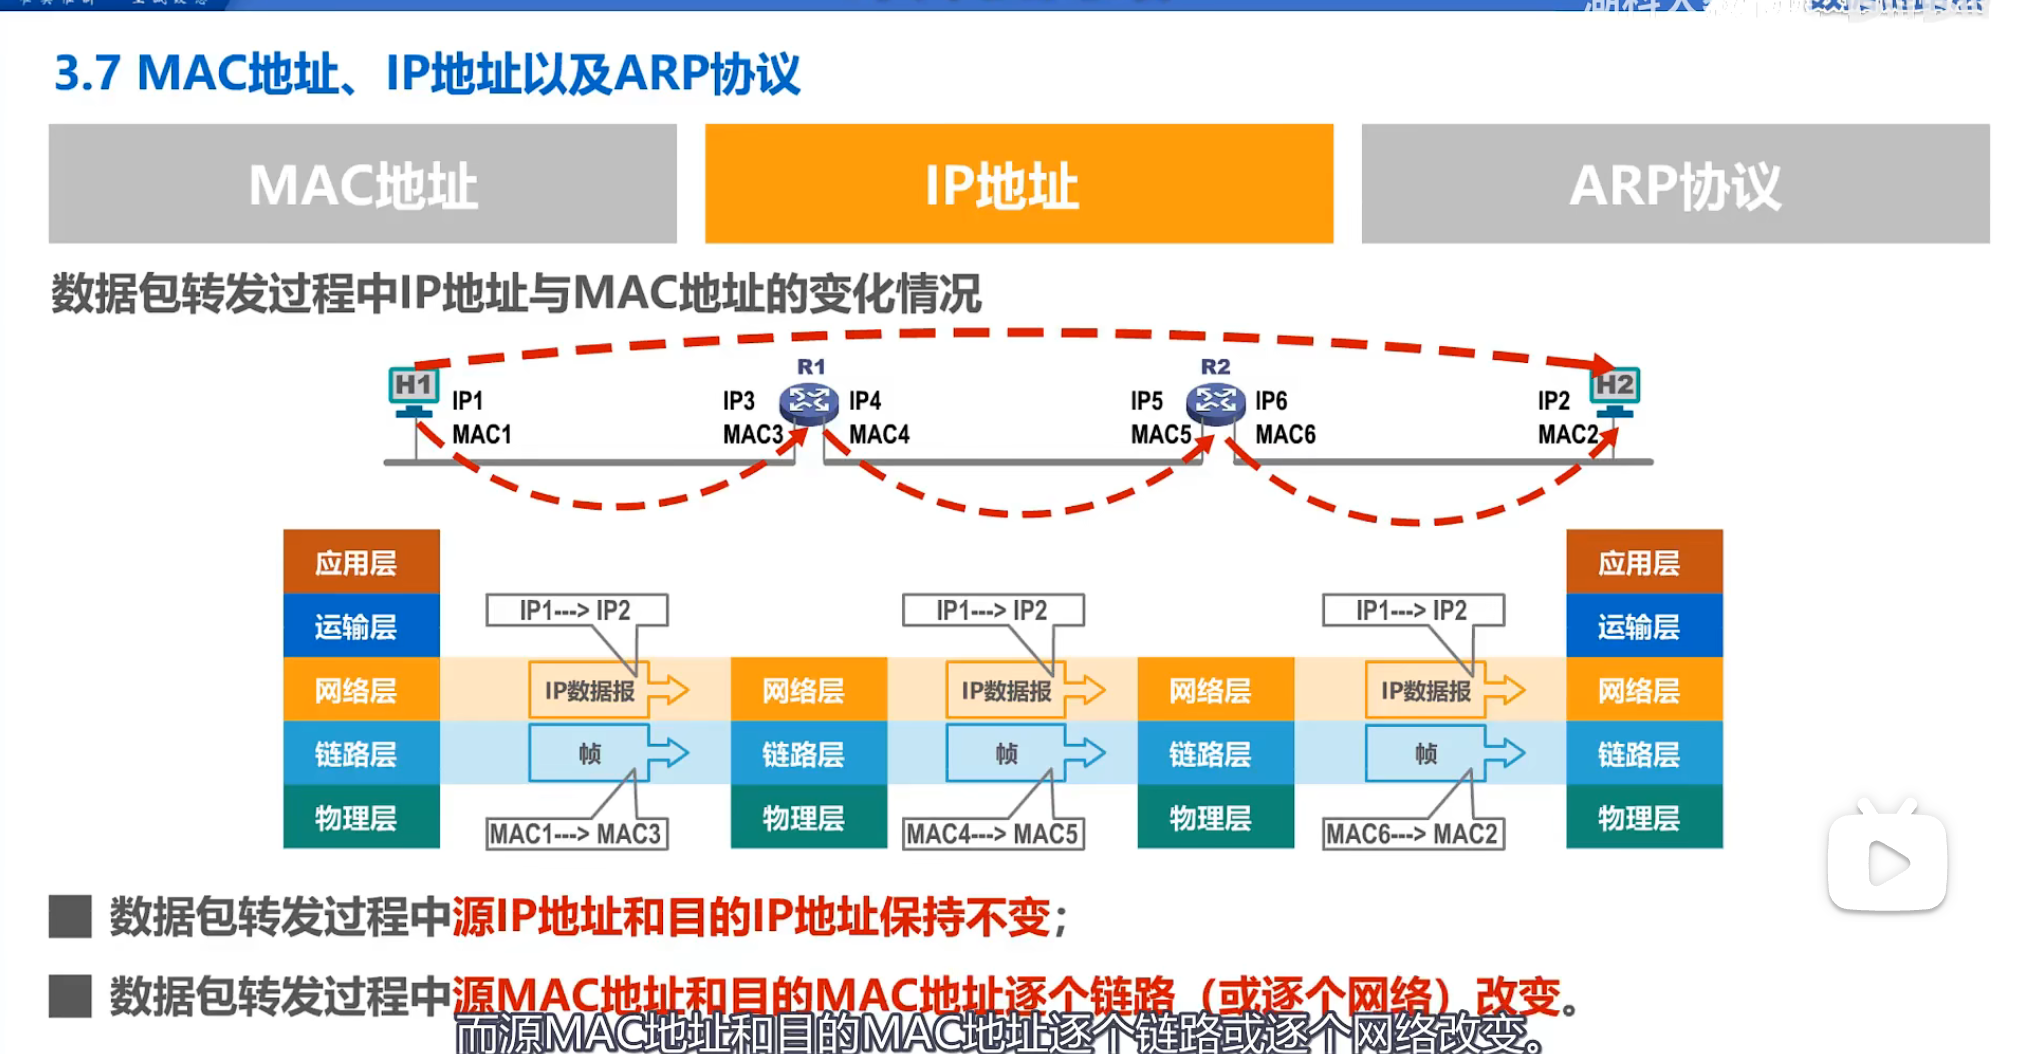 3.7 MAC地址、IP地址以及ARP协议
MAC地址
IP地址
ARP协议
数据包转发过程中IP地址与MAC地址的变化情况
R1
R2
H1
H2
IP1
IP3
IP4
IP5
IP6
IP2
MAC1
MAC3
MAC4
MAC5
MAC6
MAC2
应用层
应用层
运输层
IP1---> IP2
IP1---> IP2
IP1---> IP2
运输层
网络层
IP数据报
网络层
IP数据报
网络层
IP数据报
网络层
链路层
帧
链路层
帧
链路层
帧
链路层
物理层
MAC1---> MAC3
物理层
MAC4---> MAC5
物理层
MAC6---> MAC2
物理层
数据包转发过程中源IP地址和目的IP地址保持不变；
数据包转发过程中源MAC地址和目的MAC地址逐个链路（或逐个网络）改变。
而源MAC地址和目的MAC地址逐个链路或逐个网络改变。